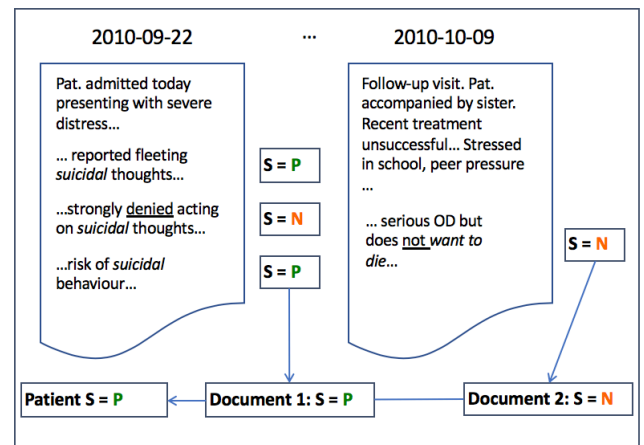 2010-09-22 ... 2010-10-09
Pat. admitted today
presenting with severe
distress...
... reported fleeting
suicidal thoughts...
S = P
...strongly denied acting
on suicidal thoughts...
S = N
...risk of suicidal
behaviour...
S = P
Follow-up visit. Pat.
accompanied by sister.
Recent treatment
unsuccessful... Stressed
in school, peer pressure
...
... serious OD but
does not want to
die...
S = N
Patient S = P
Document 1: S = P
Document 2: S = N